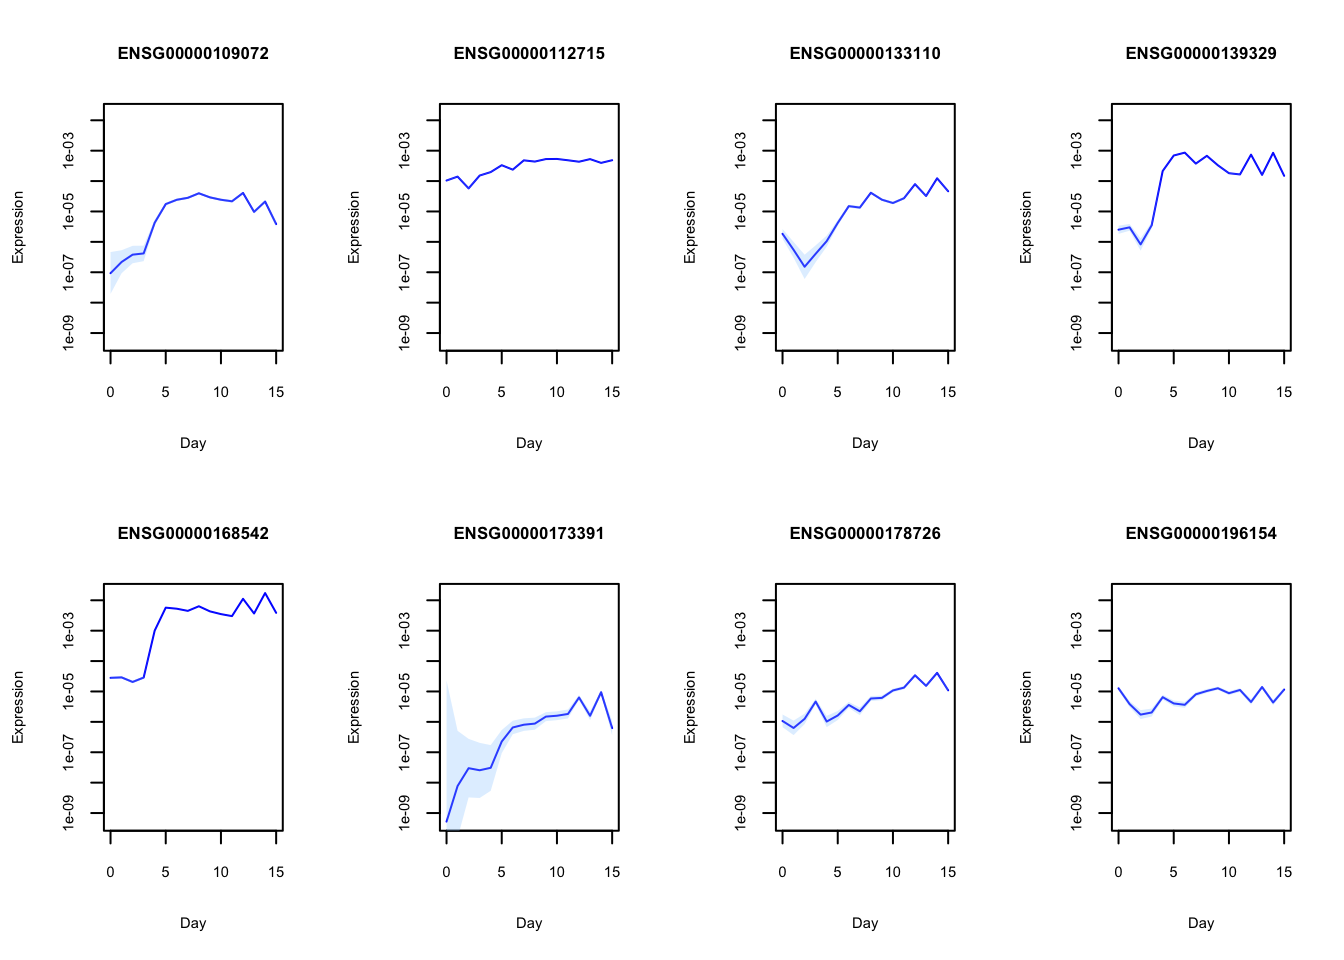 ENSG00000109072 ENSG00000112715 ENSG00000133110 ENSG00000139329
Expression 1e-03 1e-05 1e-07 1e-09 Expression 1e-03 1e-05 1e-07 1e-09 Expression 1e-03 1e-05 1e-07 1e-09 Expression 1e-03 1e-05 1e-07 1e-09
0 5 10 15 0 5 10 15 0 5 10 15 0 5 10 15
Day Day Day Day
ENSG00000168542 ENSG00000173391 ENSG00000178726 ENSG00000196154
Expression 1e-03 1e-05 1e-07 1e-09 Expression 1e-03 1e-05 1e-07 1e-09 Expression 1e-03 1e-05 1e-07 1e-09 Expression 1e-03 1e-05 1e-07 1e-09
0 5 10 15 0 5 10 15 0 5 10 15 0 5 10 15
Day Day Day Day